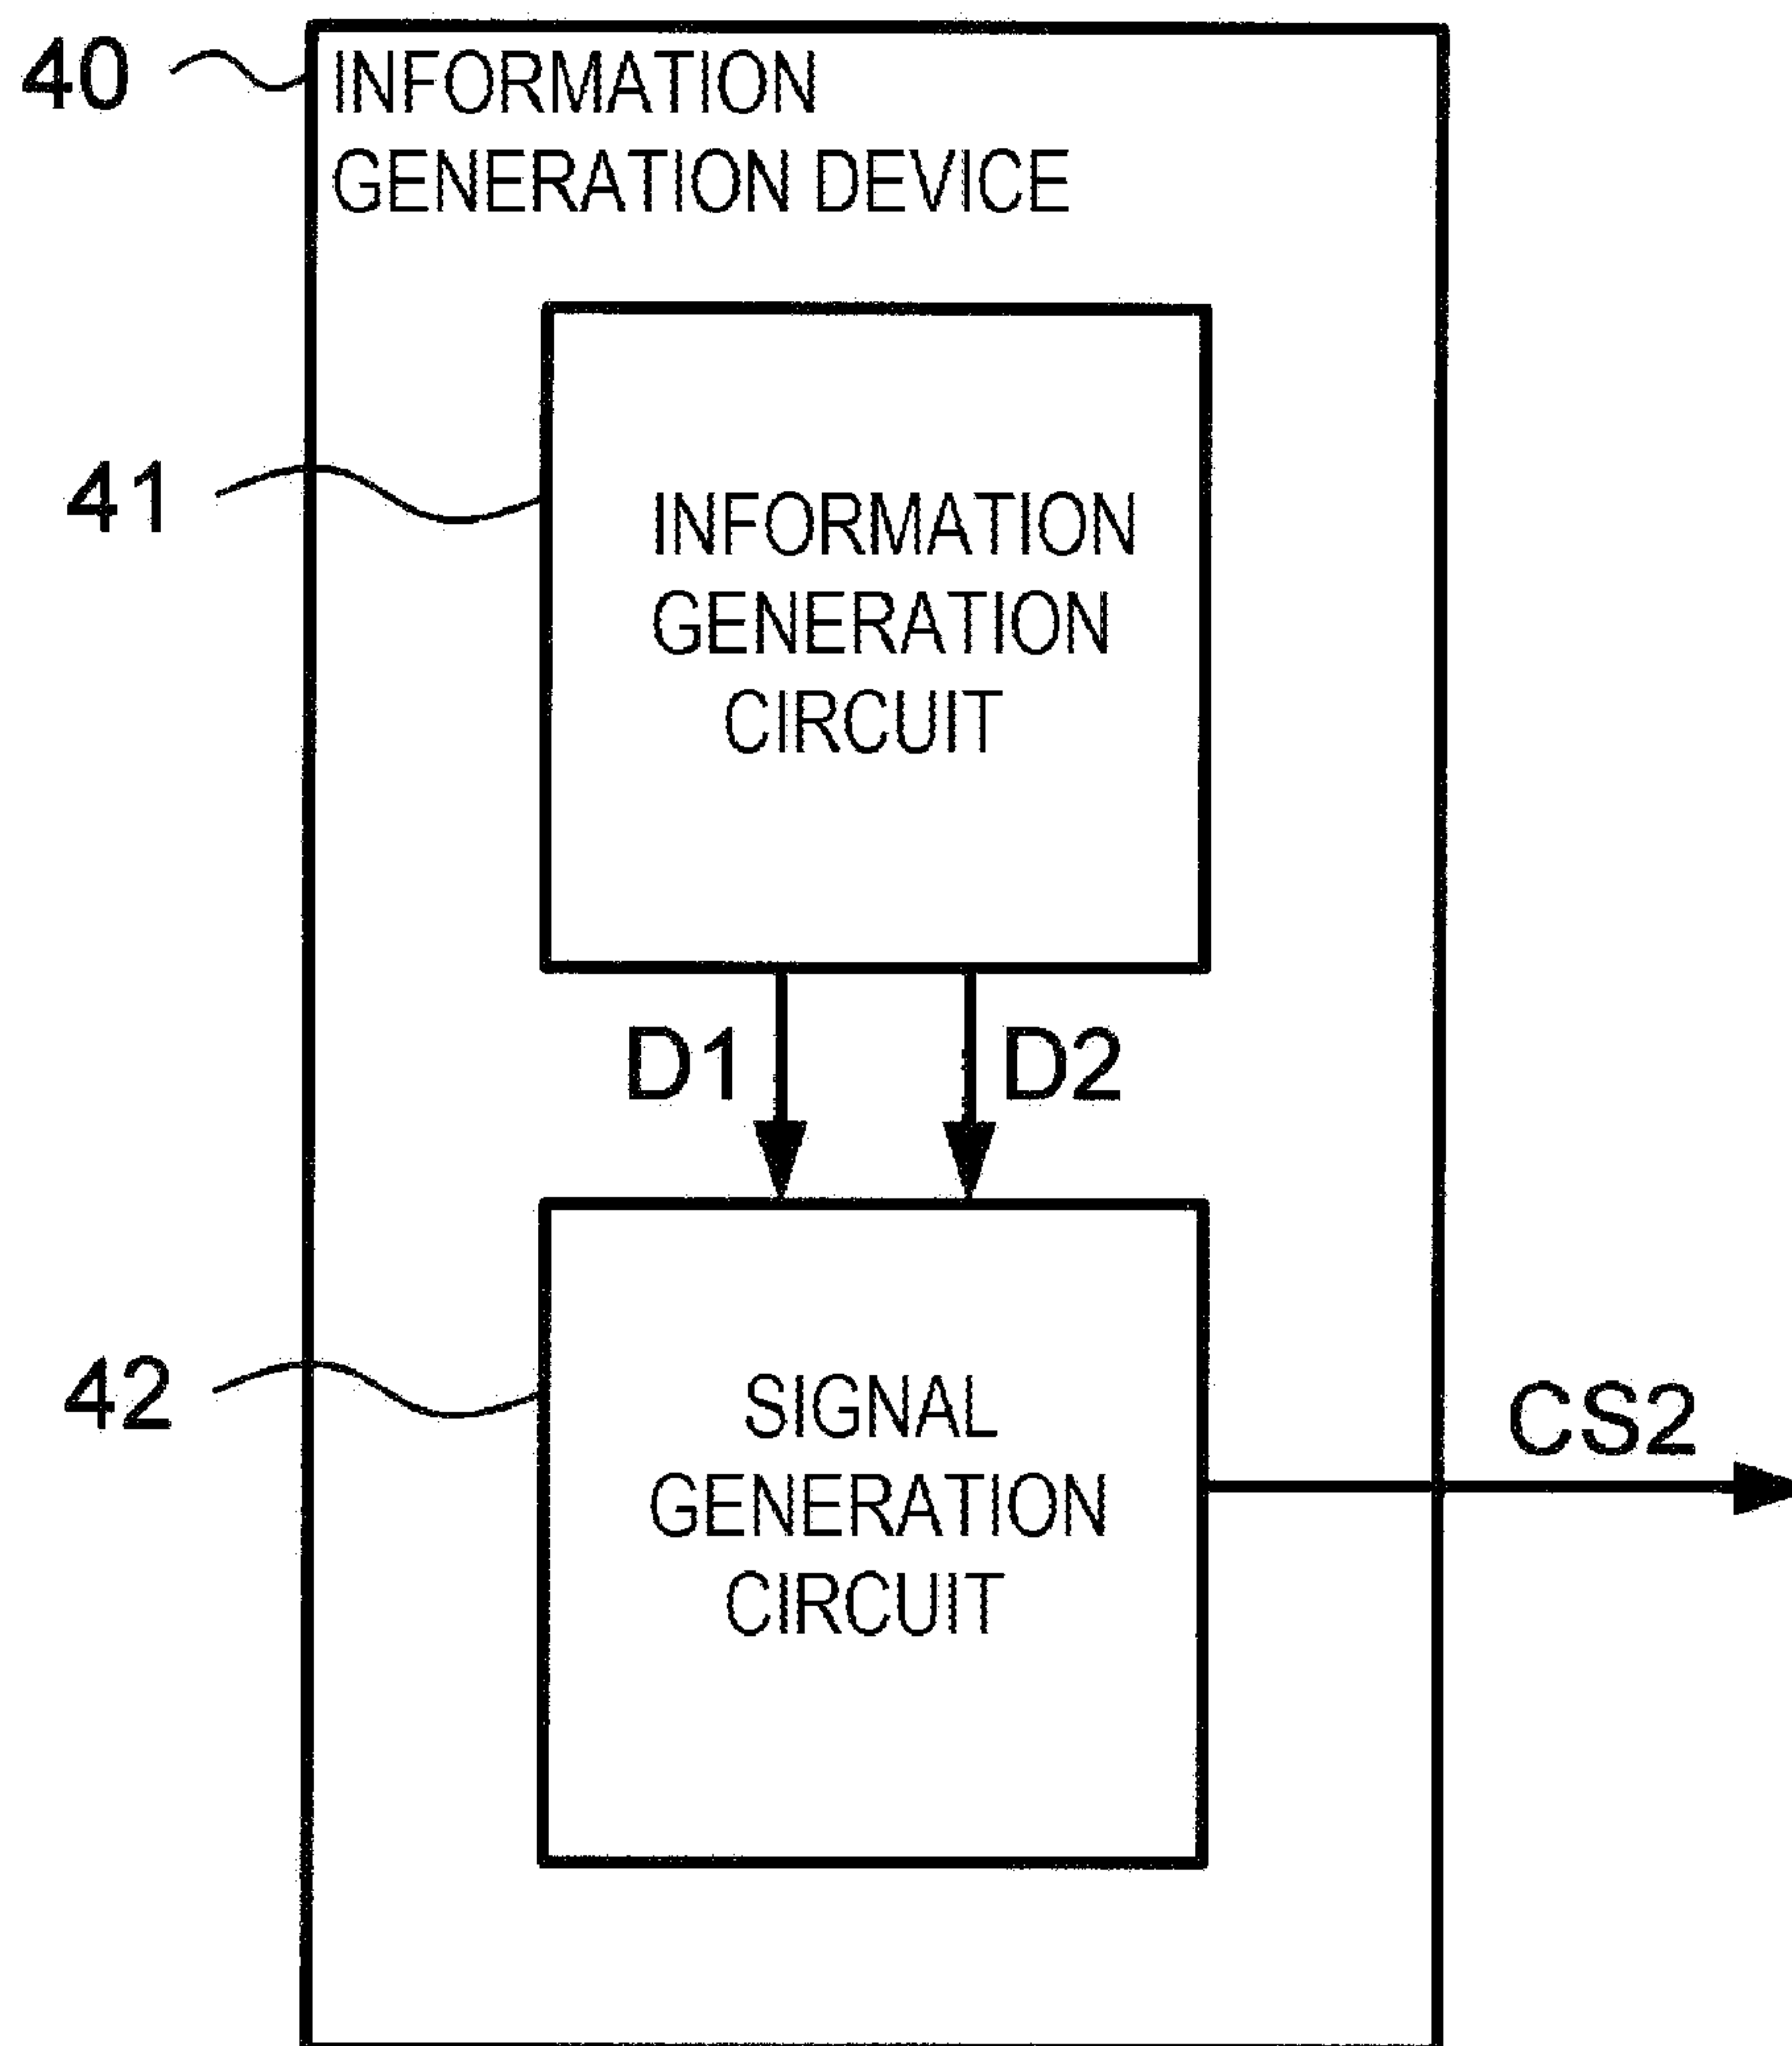 40
INFORMATION
GENERATION DEVICE
41
INFORMATION
GENERATION
CIRCUIT
D1
D2
42
SIGNAL
GENERATION
CIRCUIT
CS2